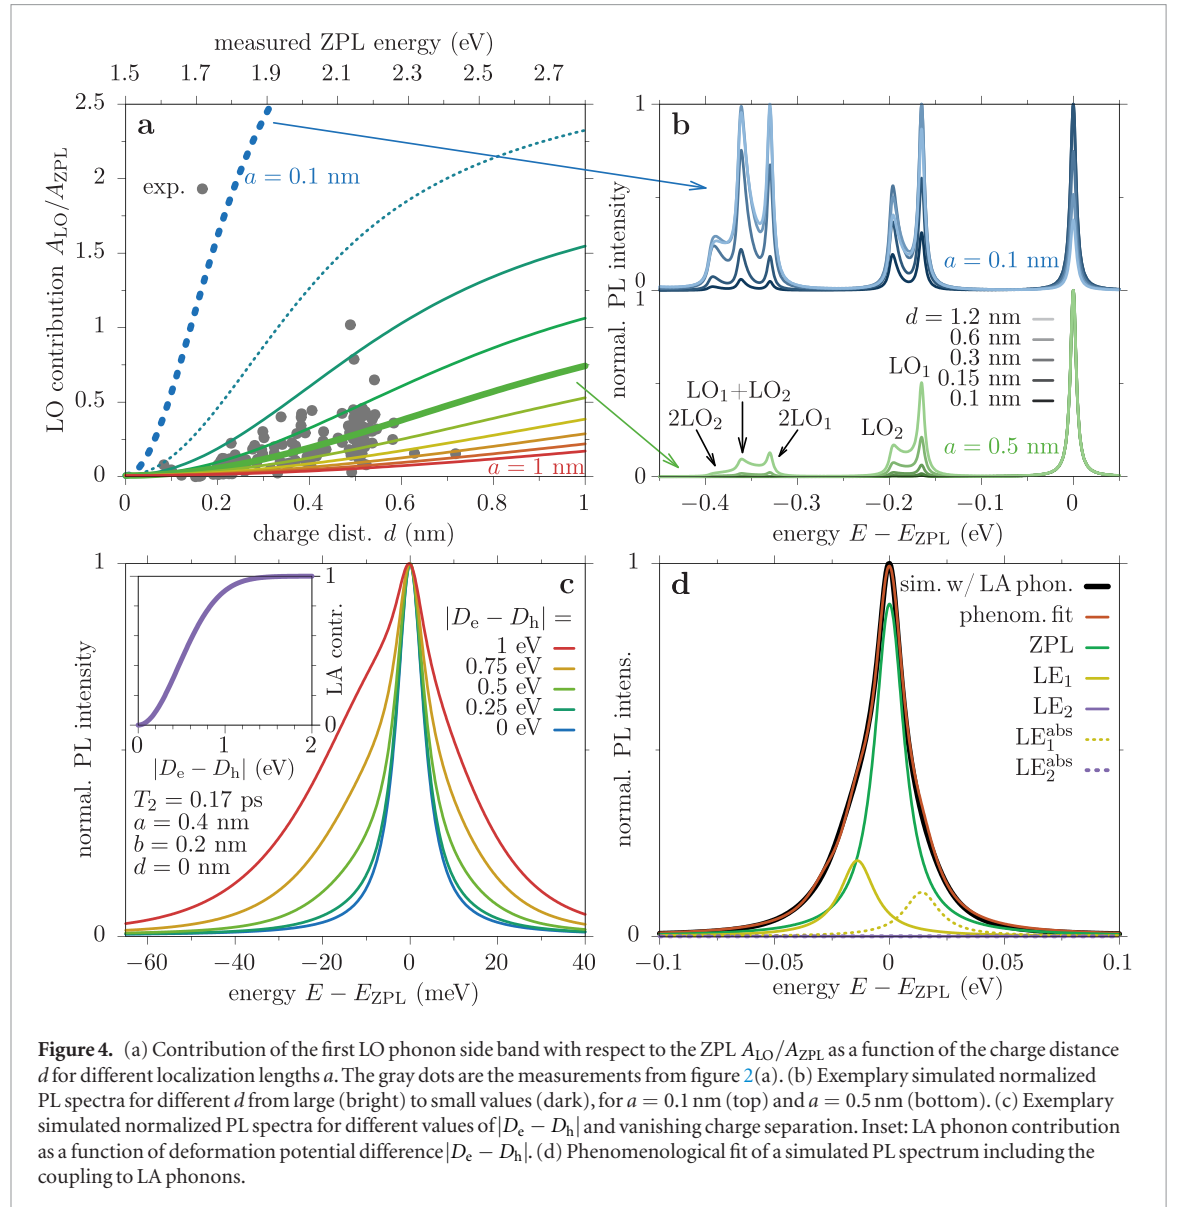 measured ZPL energy (eV)
1.5 1.7 1.9 2.1 2.3 2.5 2.7
2.5
2
1.5
1
0.5
0
LO contribution A_LO/A_ZPL
a
exp.
a = 0.1 nm
a = 1 nm
0 0.2 0.4 0.6 0.8 1
charge dist. d (nm)
1
0
1
0
normal. PL intensity
b
a = 0.1 nm
d = 1.2 nm
0.6 nm
0.3 nm
0.15 nm
0.1 nm
LO₁
LO₁+LO₂
2LO₂
2LO₁
LO₂
a = 0.5 nm
−0.4 −0.3 −0.2 −0.1 0
energy E − E_ZPL (eV)
1
0
normal. PL intensity
c
|D_e − D_h| =
1 eV
0.75 eV
0.5 eV
0.25 eV
0 eV
1
0
LA contr.
0 1 2
|D_e − D_h| (eV)
T₂ = 0.17 ps
a = 0.4 nm
b = 0.2 nm
d = 0 nm
−60 −40 −20 0 20 40
energy E − E_ZPL (meV)
1
0
normal. PL intens.
d
sim. w/ LA phon.
phenom. fit
ZPL
LE₁
LE₂
LE₁^abs
LE₂^abs
−0.1 −0.05 0 0.05 0.1
energy E − E_ZPL (eV)
Figure 4. (a) Contribution of the first LO phonon side band with respect to the ZPL A_LO/A_ZPL as a function of the charge distance
d for different localization lengths a. The gray dots are the measurements from figure 2(a). (b) Exemplary simulated normalized
PL spectra for different d from large (bright) to small values (dark), for a = 0.1 nm (top) and a = 0.5 nm (bottom). (c) Exemplary
simulated normalized PL spectra for different values of |D_e − D_h| and vanishing charge separation. Inset: LA phonon contribution
as a function of deformation potential difference |D_e − D_h|. (d) Phenomenological fit of a simulated PL spectrum including the
coupling to LA phonons.